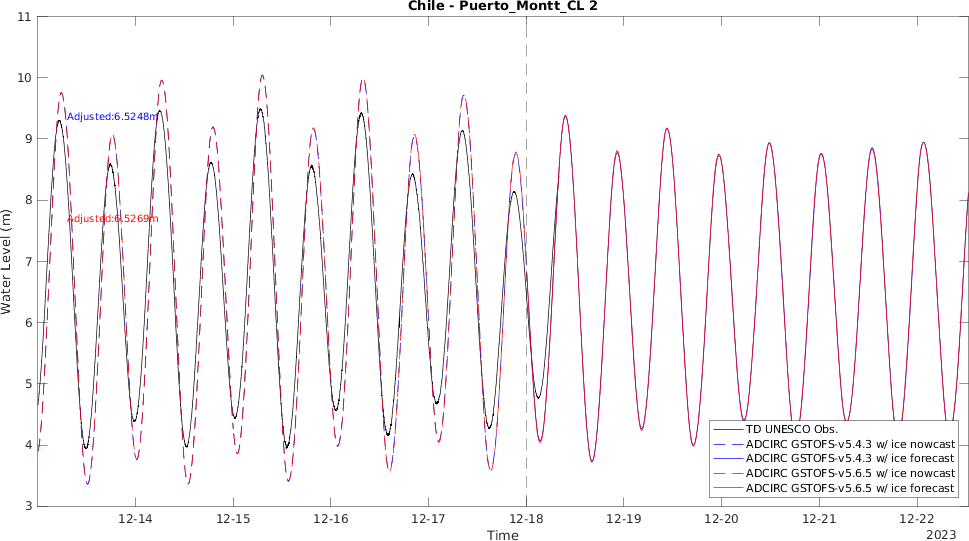 Chile - Puerto_Montt_CL 2
Water Level (m)
11
10
9
8
7
6
5
4
3
Adjusted:6.5248m
Adjusted:6.5269m
TD UNESCO Obs.
ADCIRC GSTOFS-v5.4.3 w/ ice nowcast
ADCIRC GSTOFS-v5.4.3 w/ ice forecast
ADCIRC GSTOFS-v5.6.5 w/ ice nowcast
ADCIRC GSTOFS-v5.6.5 w/ ice forecast
12-14 12-15 12-16 12-17 12-18 12-19 12-20 12-21 12-22
Time
2023